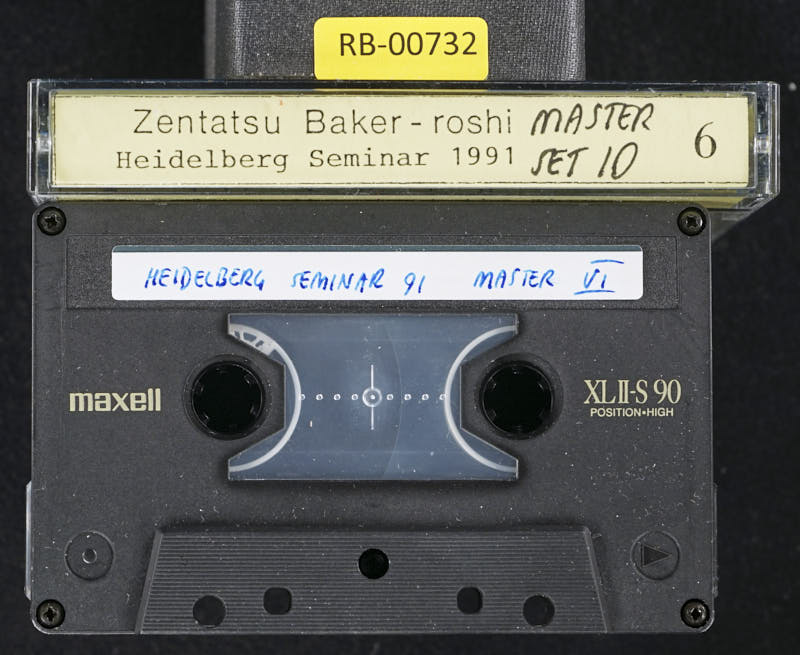 RB-00732
Zentatsu Baker-roshi MASTER
Heidelberg Seminar 1991 SET 10 6
HEIDELBERG SEMINAR 91 MASTER VI
maxell
XLII-S 90
POSITION•HIGH